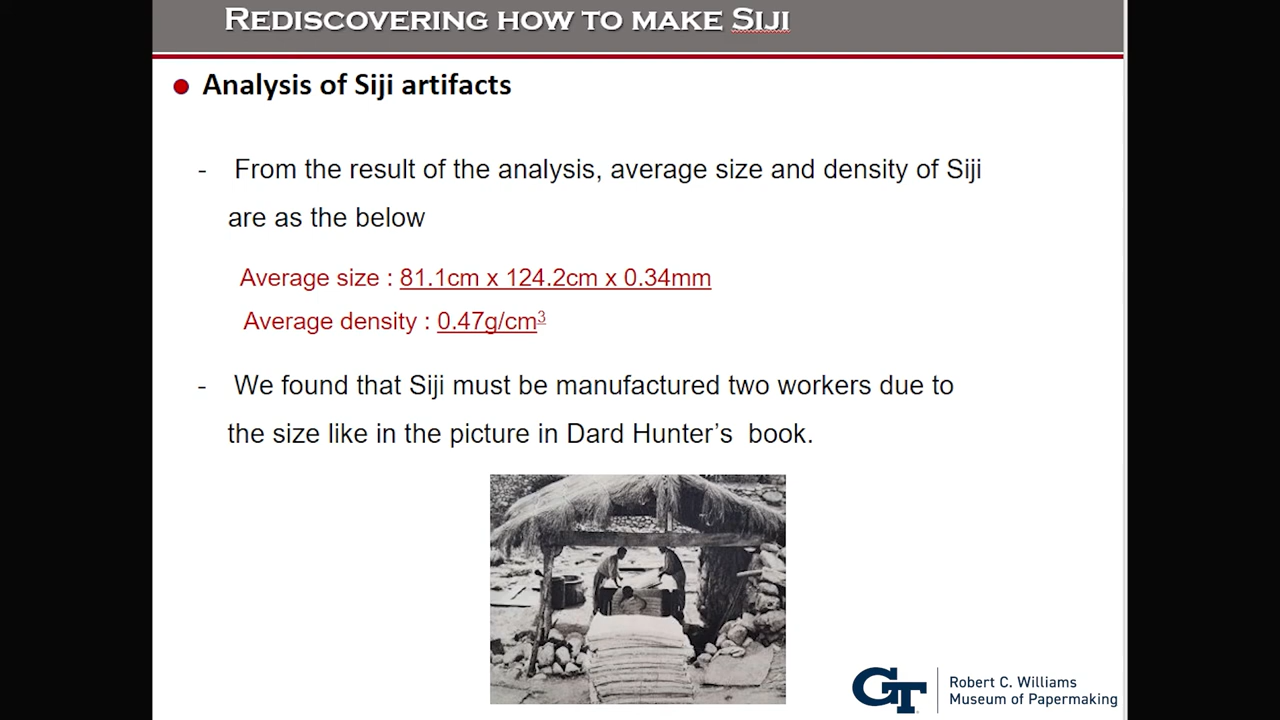 REDISCOVERING HOW TO MAKE SIJI
Analysis of Siji artifacts
- From the result of the analysis, average size and density of Siji
are as the below
Average size : 81.1cm x 124.2cm x 0.34mm
Average density : 0.47g/cm³
- We found that Siji must be manufactured two workers due to
the size like in the picture in Dard Hunter’s  book.
GT
Robert C. Williams
Museum of Papermaking